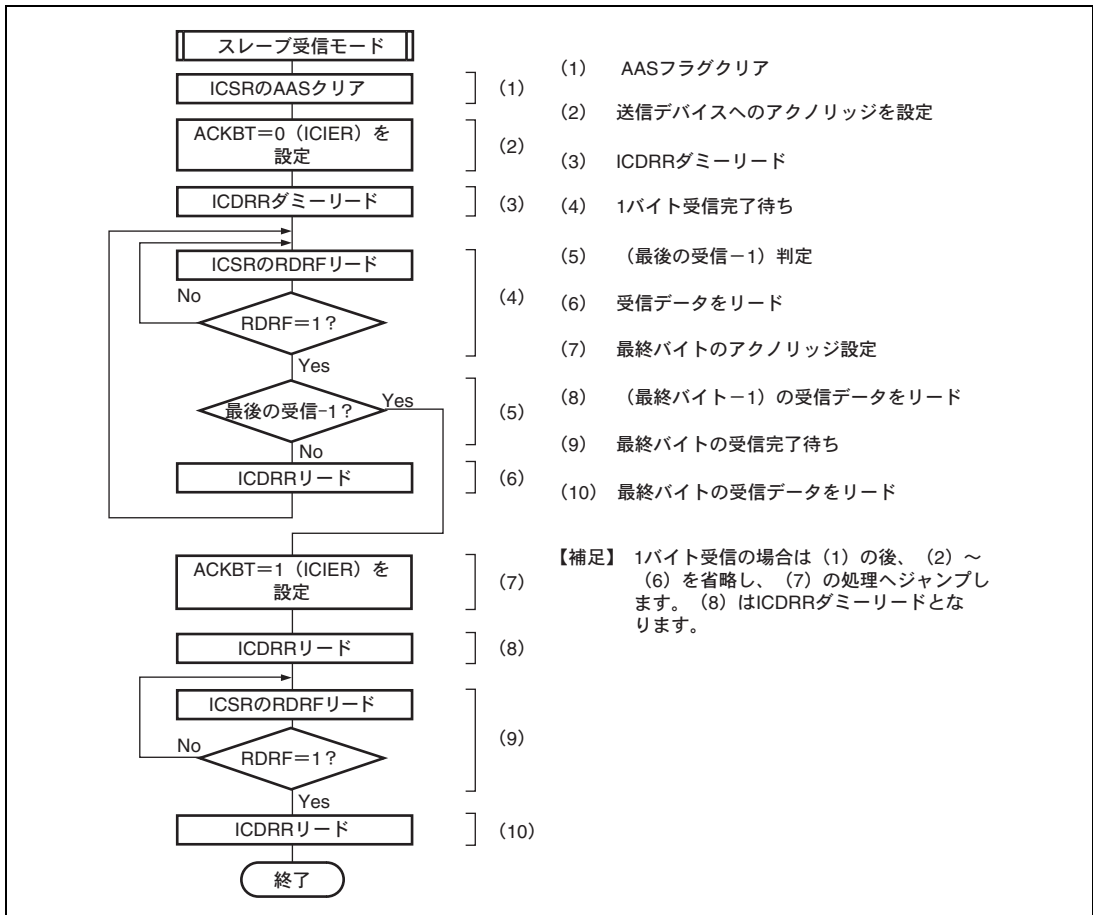 スレーブ受信モード
ICSRのAASクリア
(1)
ACKBT=0（ICIER）を
設定
(2)
ICDRRダミーリード
(3)
ICSRのRDRFリード
No
RDRF=1？
(4)
Yes
最後の受信-1？
Yes
(5)
No
ICDRRリード
(6)
ACKBT=1（ICIER）を
設定
(7)
ICDRRリード
(8)
ICSRのRDRFリード
No
RDRF=1？
(9)
Yes
ICDRRリード
(10)
終了
(1) AASフラグクリア
(2) 送信デバイスへのアクノリッジを設定
(3) ICDRRダミーリード
(4) 1バイト受信完了待ち
(5) （最後の受信－1）判定
(6) 受信データをリード
(7) 最終バイトのアクノリッジ設定
(8) （最終バイト－1）の受信データをリード
(9) 最終バイトの受信完了待ち
(10) 最終バイトの受信データをリード
【補足】 1バイト受信の場合は（1）の後、（2）～
（6）を省略し、（7）の処理へジャンプし
ます。（8）はICDRRダミーリードとな
ります。